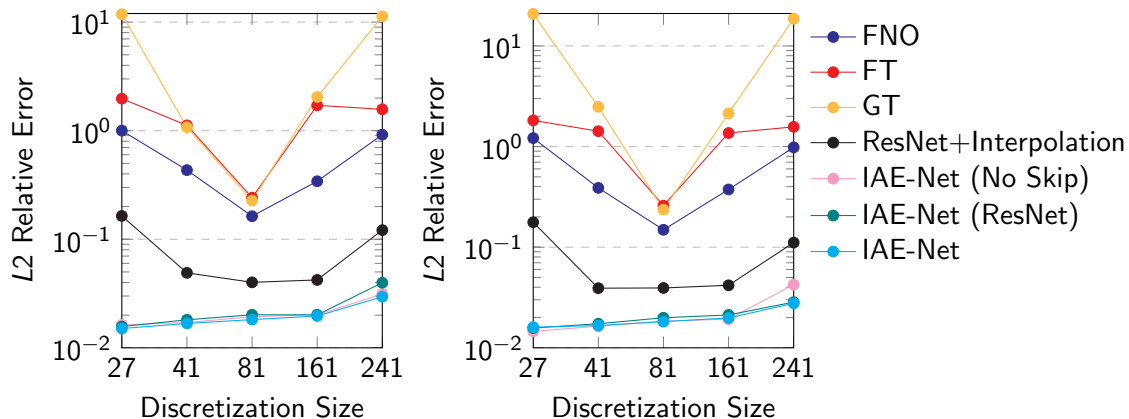 10^1
10^0
10^−1
10^−2
L2 Relative Error
27 41 81 161 241
Discretization Size
10^1
10^0
10^−1
10^−2
L2 Relative Error
27 41 81 161 241
Discretization Size
FNO
FT
GT
ResNet+Interpolation
IAE-Net (No Skip)
IAE-Net (ResNet)
IAE-Net